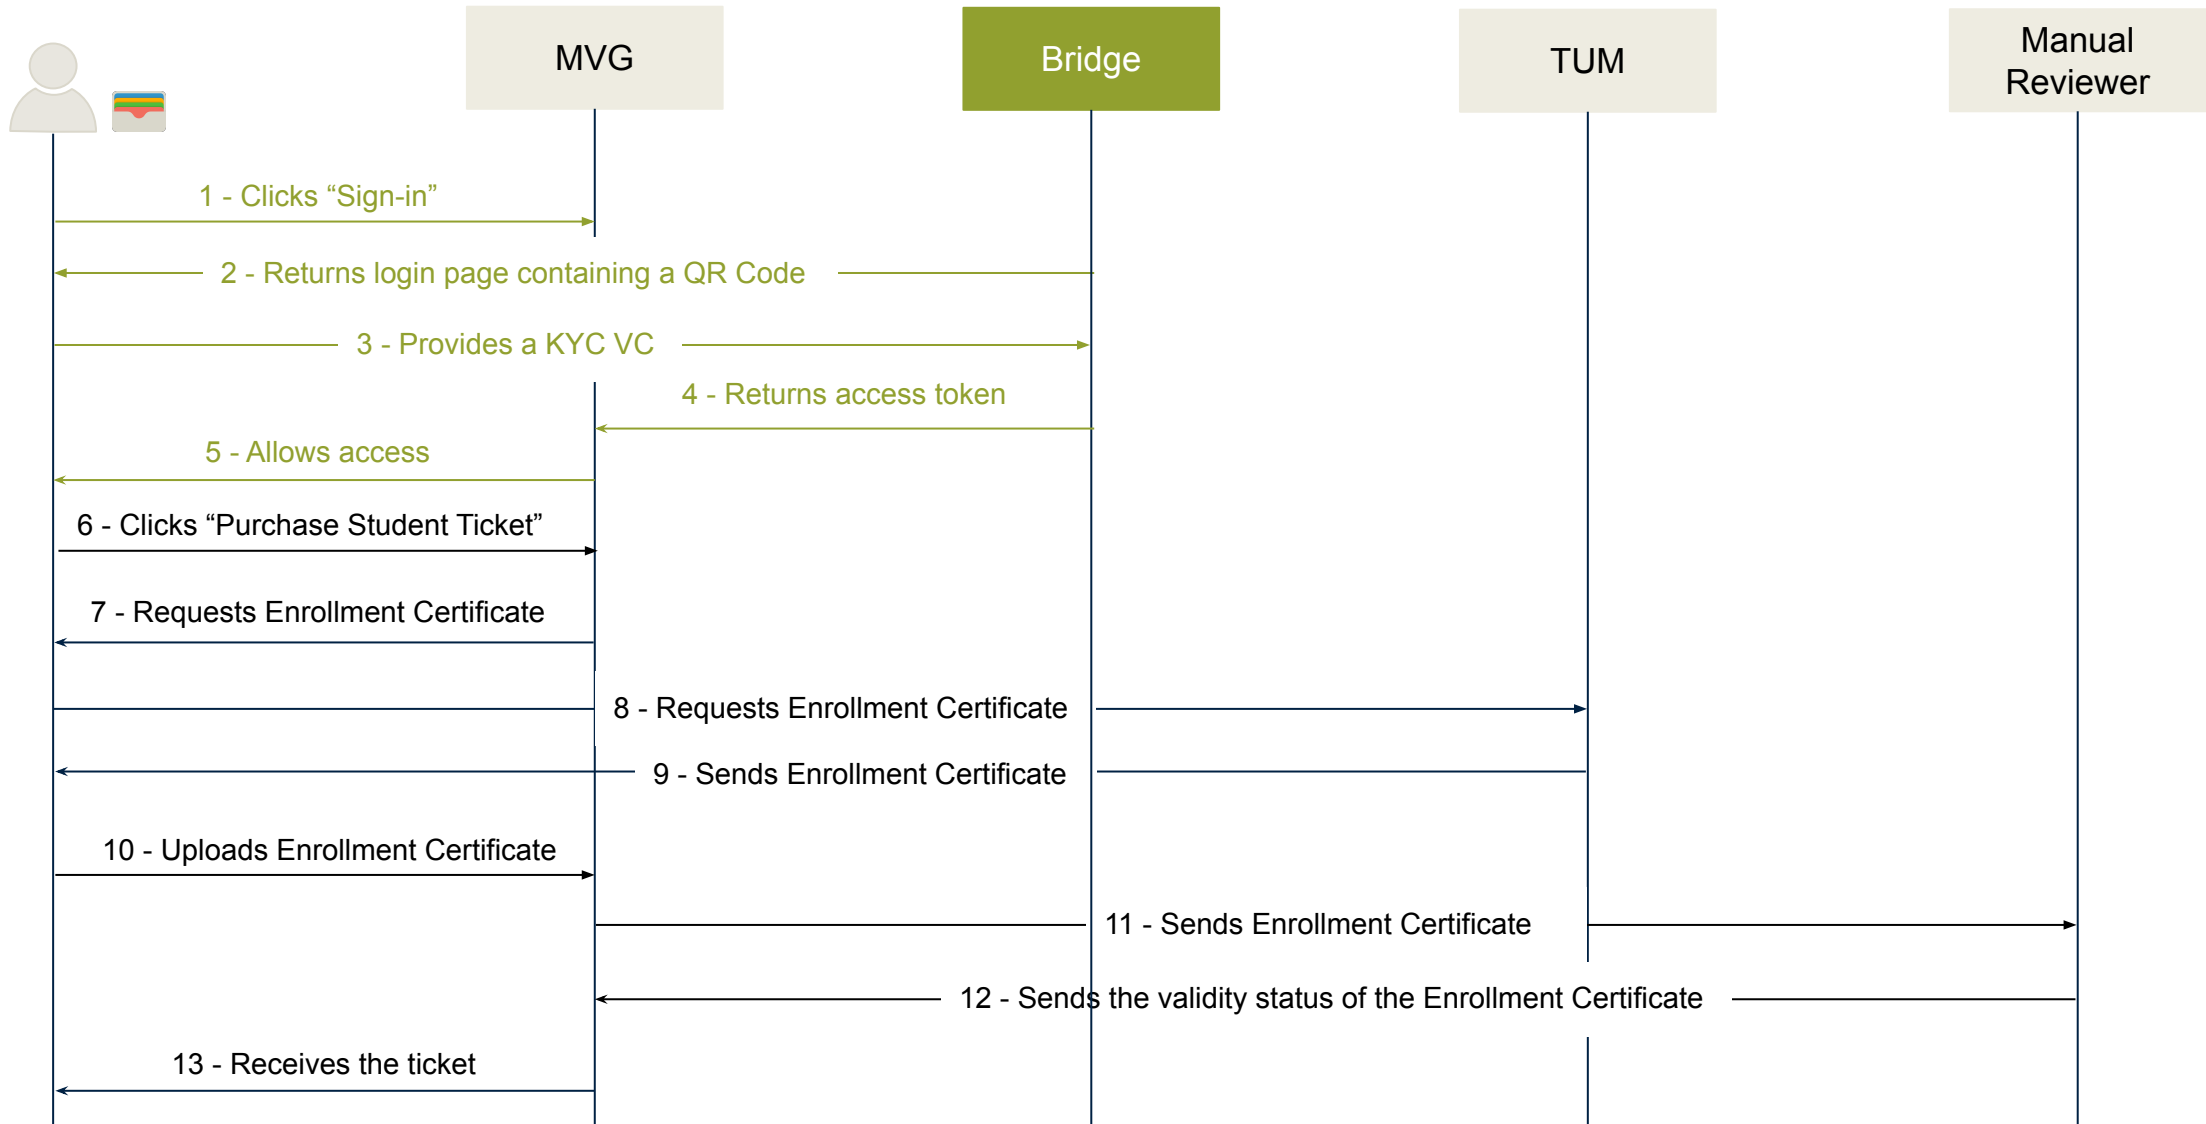 MVG
Bridge
TUM
Manual
Reviewer
1 - Clicks “Sign-in”
2 - Returns login page containing a QR Code
3 - Provides a KYC VC
4 - Returns access token
5 - Allows access
6 - Clicks “Purchase Student Ticket”
7 - Requests Enrollment Certificate
8 - Requests Enrollment Certificate
9 - Sends Enrollment Certificate
10 - Uploads Enrollment Certificate
11 - Sends Enrollment Certificate
12 - Sends the validity status of the Enrollment Certificate
13 - Receives the ticket